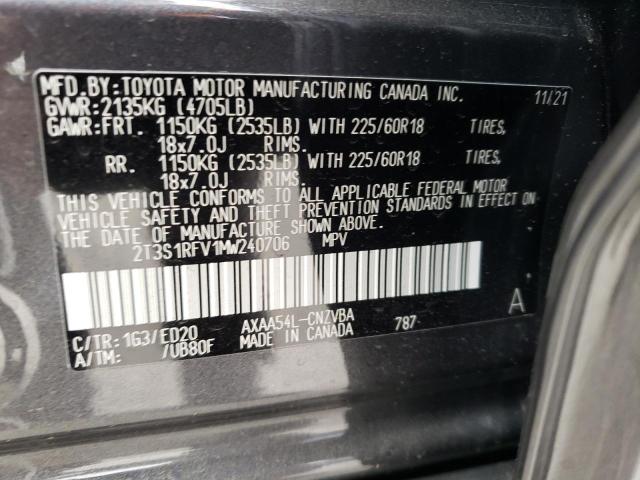 MFD.BY:TOYOTA MOTOR MANUFACTURING CANADA INC. 11/21
GVWR:2135KG (4705LB)
GAWR:FRT. 1150KG (2535LB) WITH 225/60R18 TIRES,
18x7.0J RIMS.
RR. 1150KG (2535LB) WITH 225/60R18 TIRES,
18x7.0J RIMS.
THIS VEHICLE CONFORMS TO ALL APPLICABLE FEDERAL MOTOR
VEHICLE SAFETY AND THEFT PREVENTION STANDARDS IN EFFECT ON
THE DATE OF MANUFACTURE SHOWN ABOVE.
2T3S1RFV1MW240706 MPV
A
C/TR:1G3/ED20 AXAA54L-CNZVBA 787
A/TM: /UB80F MADE IN CANADA